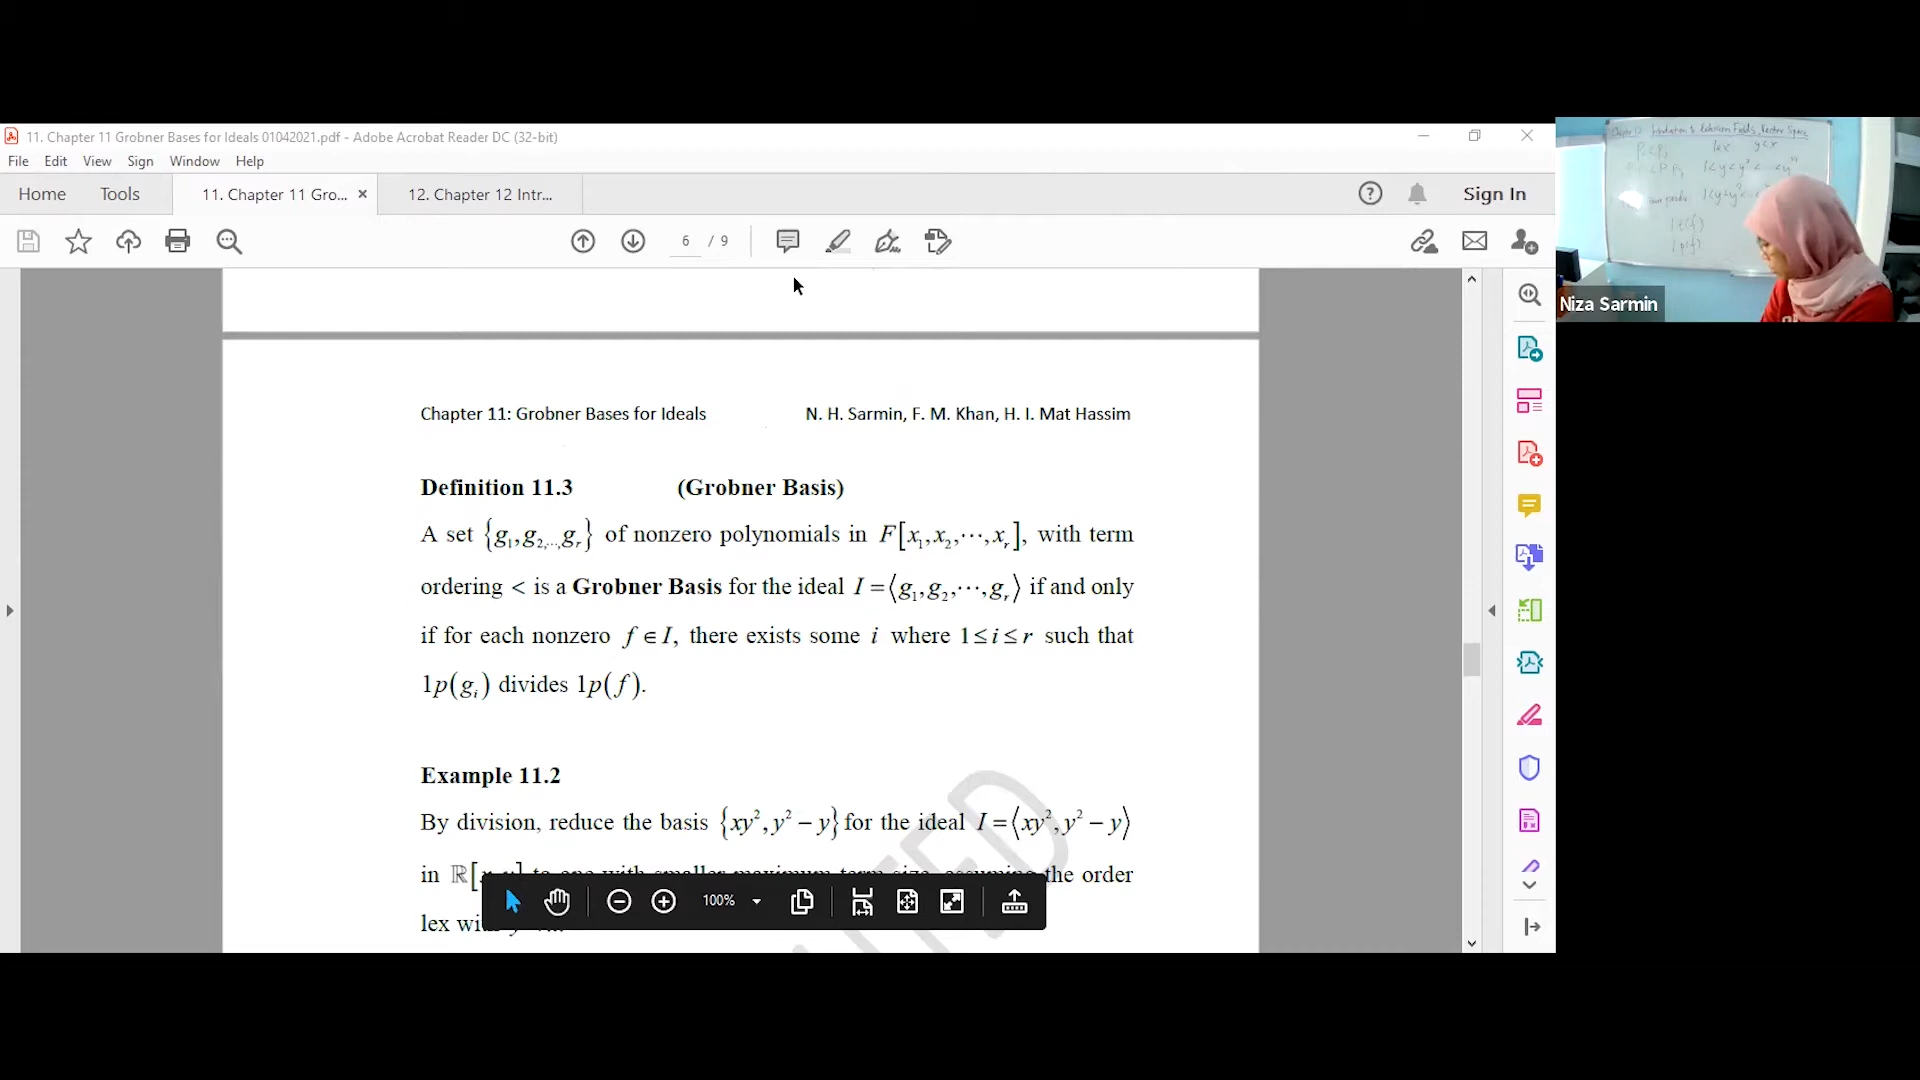 11. Chapter 11 Grobner Bases for Ideals 01042021.pdf - Adobe Acrobat Reader DC (32-bit)
File Edit View Sign Window Help
Home Tools 11. Chapter 11 Gro... × 12. Chapter 12 Intr... Sign In
6 / 9
Niza Sarmin
Chapter 11: Grobner Bases for Ideals N. H. Sarmin, F. M. Khan, H. I. Mat Hassim
Definition 11.3 (Grobner Basis)
A set {g₁,g₂,...,gᵣ} of nonzero polynomials in F[x₁,x₂,⋯,xᵣ], with term
ordering < is a Grobner Basis for the ideal I=⟨g₁,g₂,⋯,gᵣ⟩ if and only
if for each nonzero f∈I, there exists some i where 1≤i≤r such that
1p(gᵢ) divides 1p(f).
Example 11.2
By division, reduce the basis {xy²,y²−y} for the ideal I=⟨xy²,y²−y⟩
in ℝ[x,y] to one with smaller maximum term size, assuming the order
lex
100%